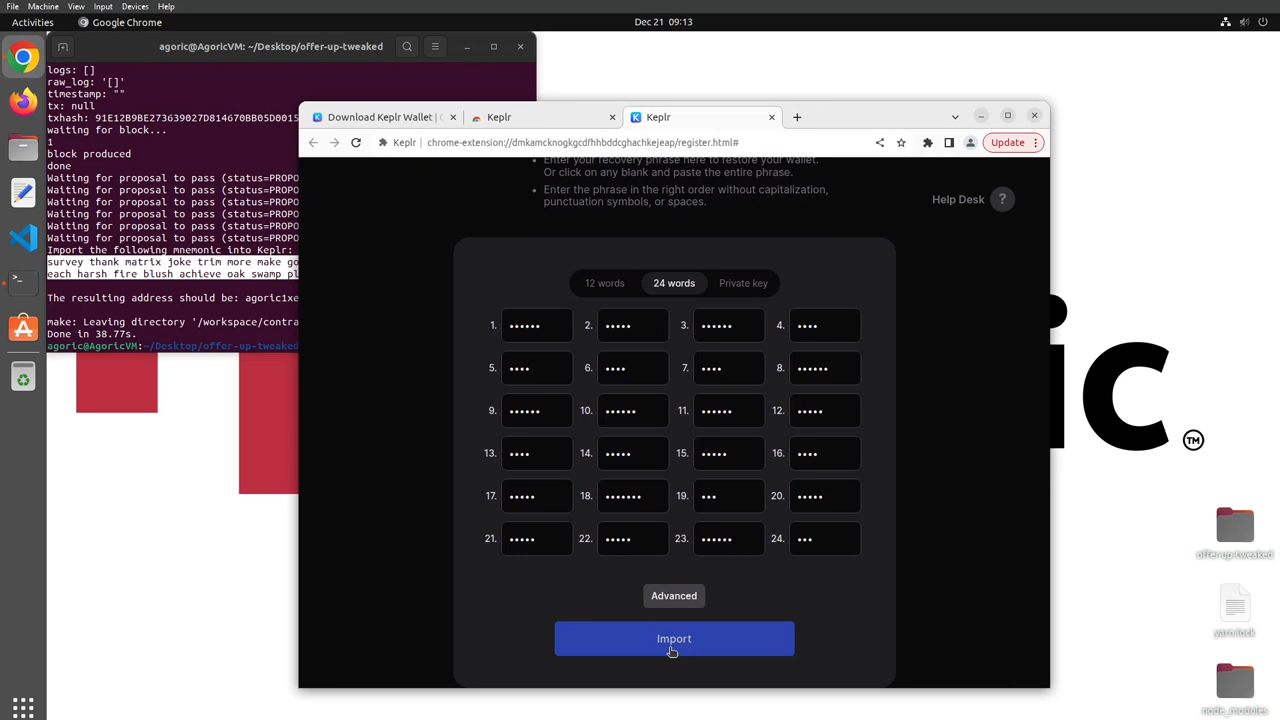 File Machine View Input Devices Help
Activities Google Chrome Dec 21 09:13
agoric@AgoricVM: ~/Desktop/offer-up-tweaked
logs: []
raw_log: '[]'
timestamp: ""
tx: null
txhash: 91E12B9BE273639027D814670BB05D0015
waiting for block...
1
block produced
done
Waiting for proposal to pass (status=PROPO
Waiting for proposal to pass (status=PROPO
Waiting for proposal to pass (status=PROPO
Waiting for proposal to pass (status=PROPO
Waiting for proposal to pass (status=PROPO
Waiting for proposal to pass (status=PROPO
Import the following mnemonic into Keplr:
survey thank matrix joke trim more make go
each harsh fire blush achieve oak swamp pl
The resulting address should be: agoric1xe
make: Leaving directory '/workspace/contra
Done in 38.77s.
agoric@AgoricVM:~/Desktop/offer-up-tweaked
Download Keplr Wallet | Keplr Keplr
Keplr chrome-extension://dmkamcknogkgcdfhhbddcghachkejeap/register.html# Update
Enter your recovery phrase here to restore your wallet.
Or click on any blank and paste the entire phrase.
Enter the phrase in the right order without capitalization,
punctuation symbols, or spaces.
Help Desk ?
12 words 24 words Private key
1. •••••• 2. ••••• 3. •••••• 4. ••••
5. •••• 6. •••• 7. •••• 8. ••••••
9. •••••• 10. •••••• 11. •••••• 12. •••••
13. •••• 14. ••••• 15. ••••• 16. ••••
17. ••••• 18. ••••••• 19. ••• 20. •••••
21. ••••• 22. ••••• 23. •••••• 24. •••
Advanced
Import
ic TM
offer-up-tweaked
yarn.lock
node_modules